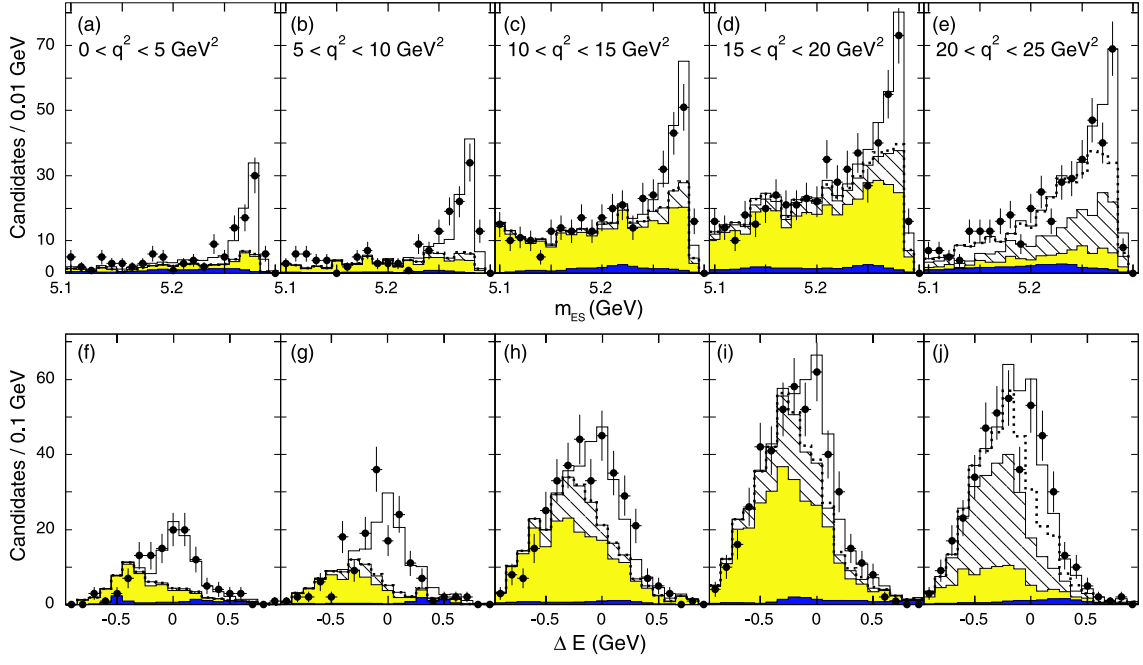 (a) (b) (c) (d) (e)
0 < q² < 5 GeV² 5 < q² < 10 GeV² 10 < q² < 15 GeV² 15 < q² < 20 GeV² 20 < q² < 25 GeV²
Candidates / 0.01 GeV
70
50
30
10
0
5.1 5.2 5.1 5.2 5.1 5.2 5.1 5.2 5.1 5.2
m_ES (GeV)
(f) (g) (h) (i) (j)
Candidates / 0.1 GeV
60
40
20
0
-0.5 0 0.5 -0.5 0 0.5 -0.5 0 0.5 -0.5 0 0.5 -0.5 0 0.5
Δ E (GeV)